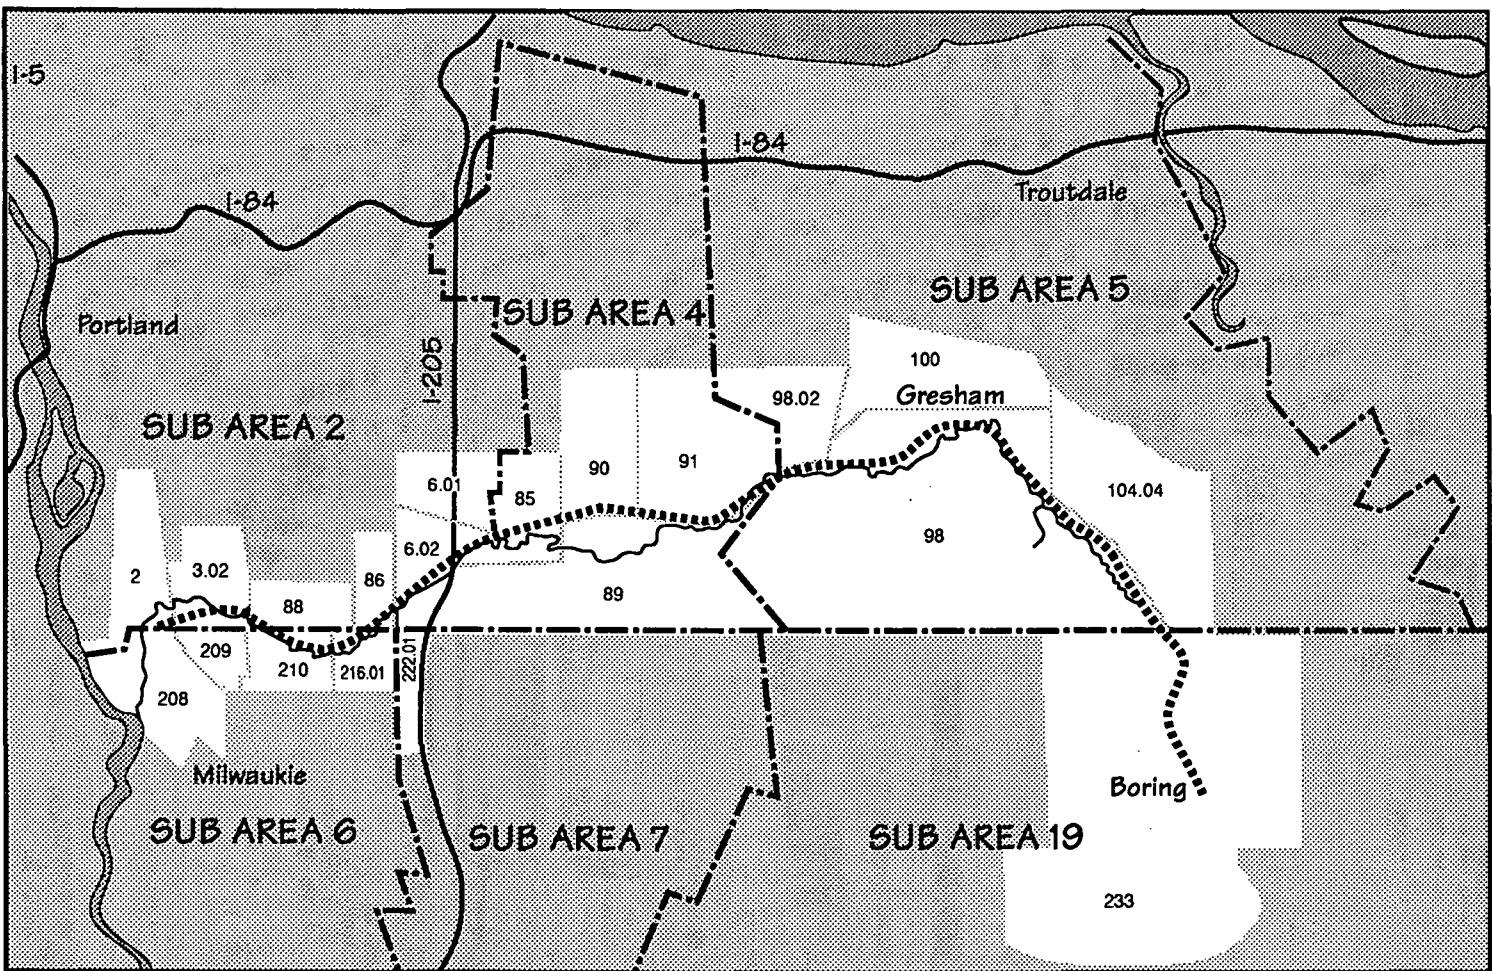 I-5
I-84
I-84
Troutdale
SUB AREA 5
SUB AREA 4
Portland
I-205
100
Gresham
98.02
SUB AREA 2
91
90
6.01
85
104.04
98
6.02
2
3.02
86
88
89
209
210
216.01
222.01
208
Milwaukie
Boring
SUB AREA 6
SUB AREA 7
SUB AREA 19
233